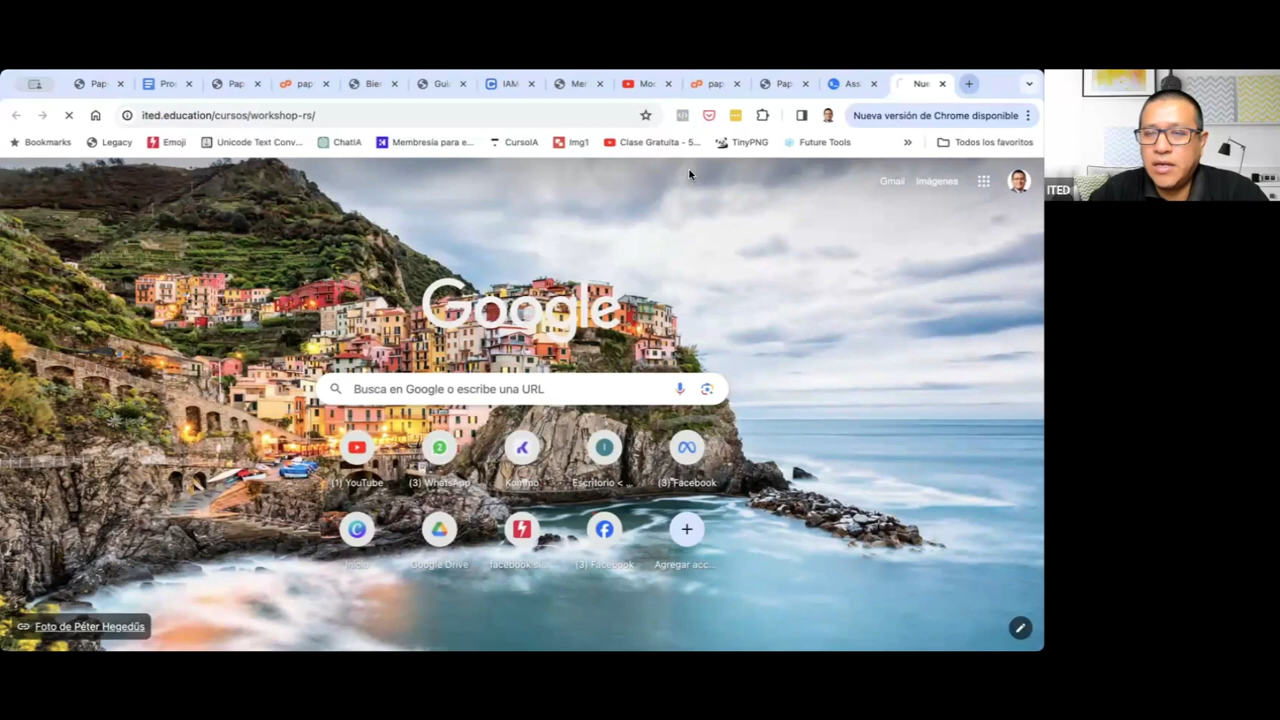 Pap
Pro
Pap
pap
Bie
Guí
IAM
Me
Mo
pap
Pap
Ass
Nue
ited.education/cursos/workshop-rs/
Nueva versión de Chrome disponible
Bookmarks
Legacy
Emoji
Unicode Text Conv...
ChatIA
Membresía para e...
CursoIA
Img1
Clase Gratuita - 5...
TinyPNG
Future Tools
Todos los favoritos
Gmail
Imágenes
ITED
Google
Busca en Google o escribe una URL
(1) YouTube
(3) WhatsApp
Kommo
Escritorio < ...
(3) Facebook
Inicio
Google Drive
(3) Facebook
Agregar acc...
Foto de Péter Hegedűs